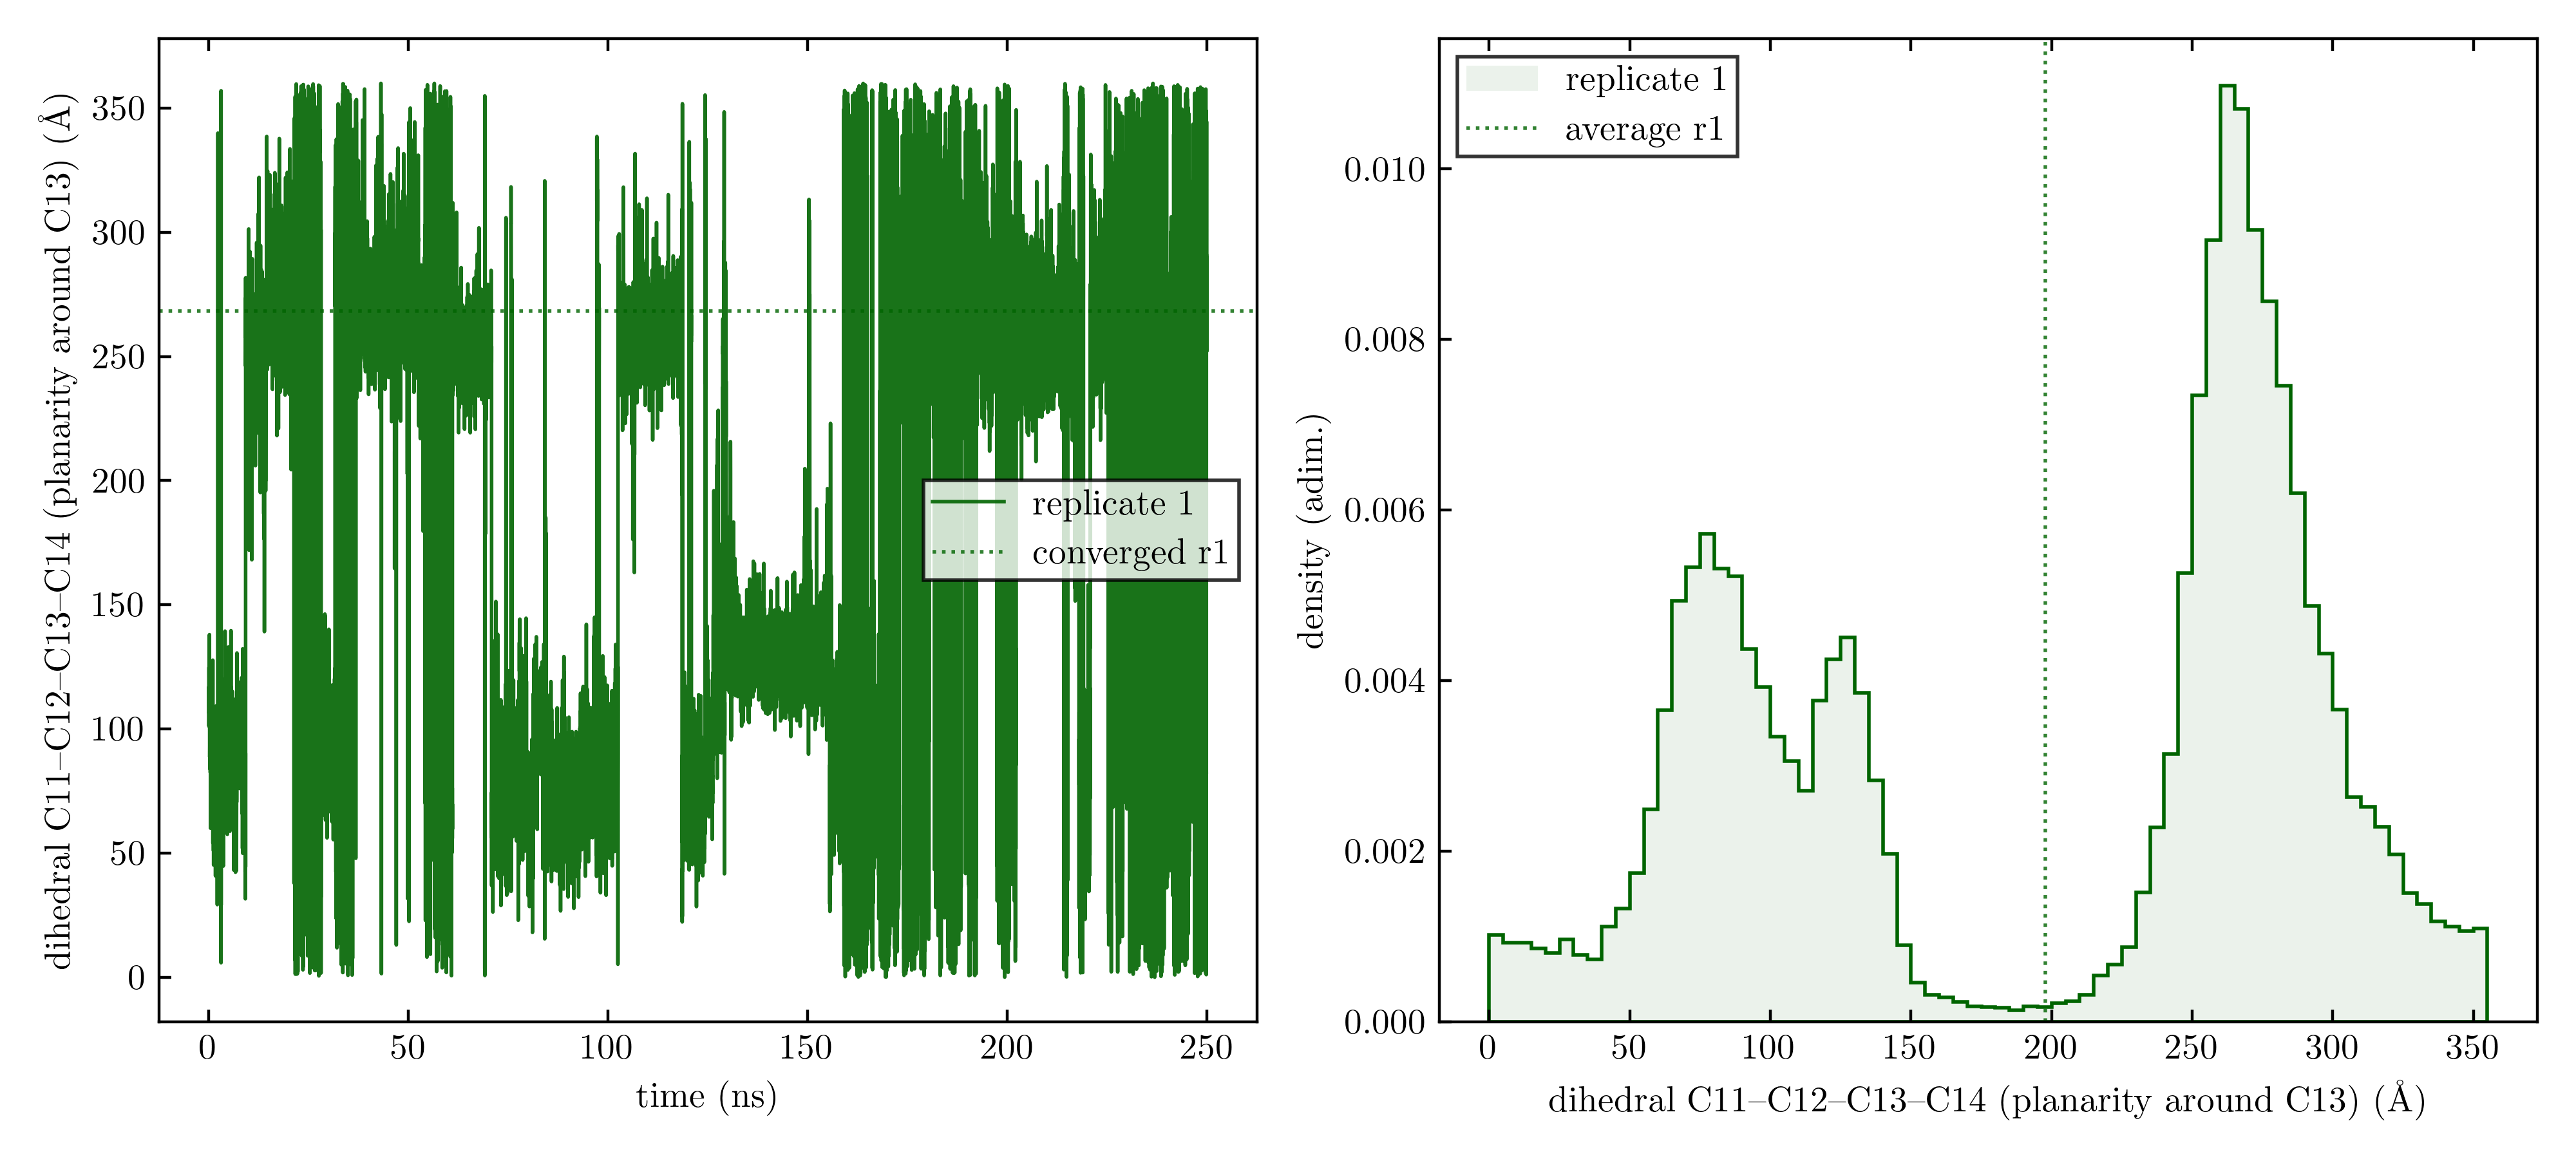 dihedral C11–C12–C13–C14 (planarity around C13) (Å)
350
300
250
200
150
100
50
0
0 50 100 150 200 250
time (ns)
replicate 1
converged r1
density (adim.)
0.010
0.008
0.006
0.004
0.002
0.000
replicate 1
average r1
0 50 100 150 200 250 300 350
dihedral C11–C12–C13–C14 (planarity around C13) (Å)